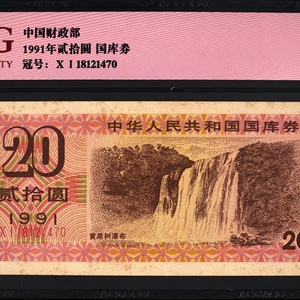 G
中国财政部
TY
1991年贰拾圆 国库券
冠号: X I 18121470
中华人民共和国国库券
20
贰拾圆
1991
X I 18121470
黄果树瀑布
20